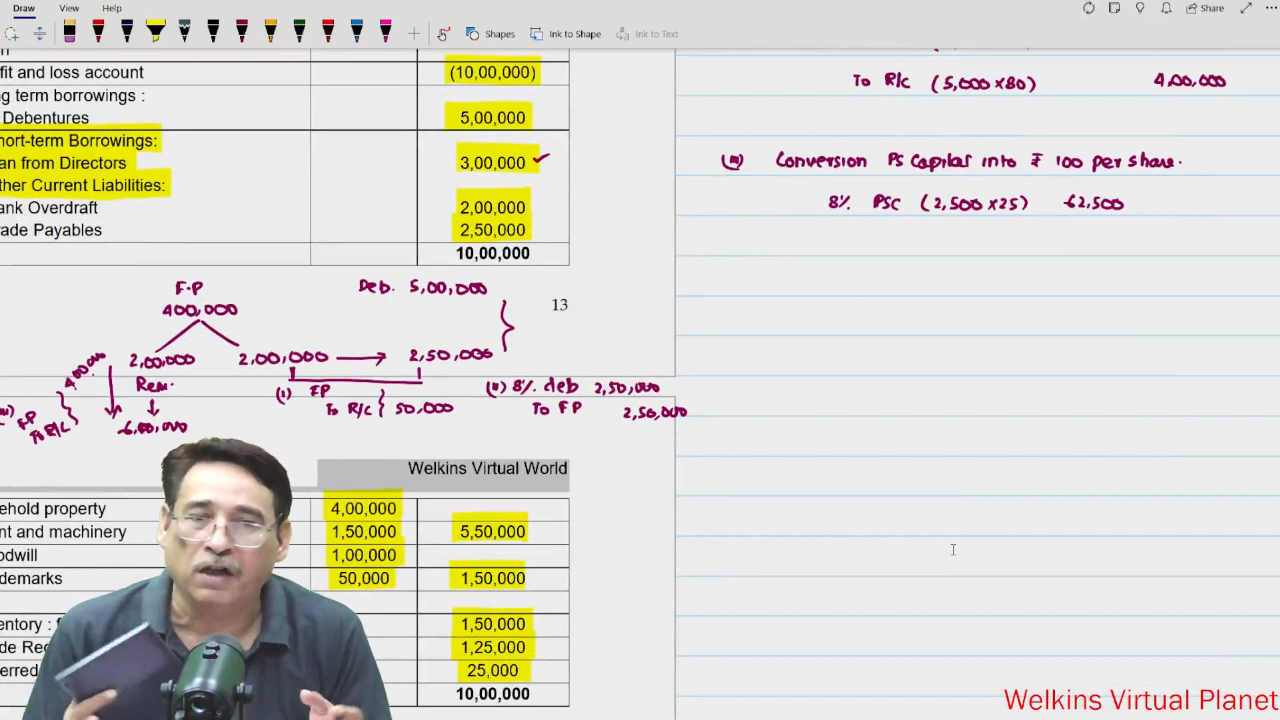 Draw View Help
Share
Shapes Ink to Shape Ink to Text
fit and loss account (10,00,000)
ng term borrowings :
Debentures 5,00,000
hort-term Borrowings:
an from Directors 3,00,000
ther Current Liabilities:
ank Overdraft 2,00,000
rade Payables 2,50,000
10,00,000
13
F.P
400,000
2,00,000 2,00,000 → 2,50,000
Deb. 5,00,000
Rem.
6,00,000
400,000
FP
To R/C
(i) FP
To R/C } 50,000
(ii) 8% deb 2,50,000
To FP 2,50,000
Welkins Virtual World
ehold property 4,00,000
nt and machinery 1,50,000 5,50,000
odwill 1,00,000
demarks 50,000 1,50,000
entory : 1,50,000
de Rec 1,25,000
erred 25,000
10,00,000
To R/C (5,000×80) 4,00,000
Conversion PS Capital into ₹ 100 per share.
8% PSC (2,500×25) 62,500
Welkins Virtual Planet